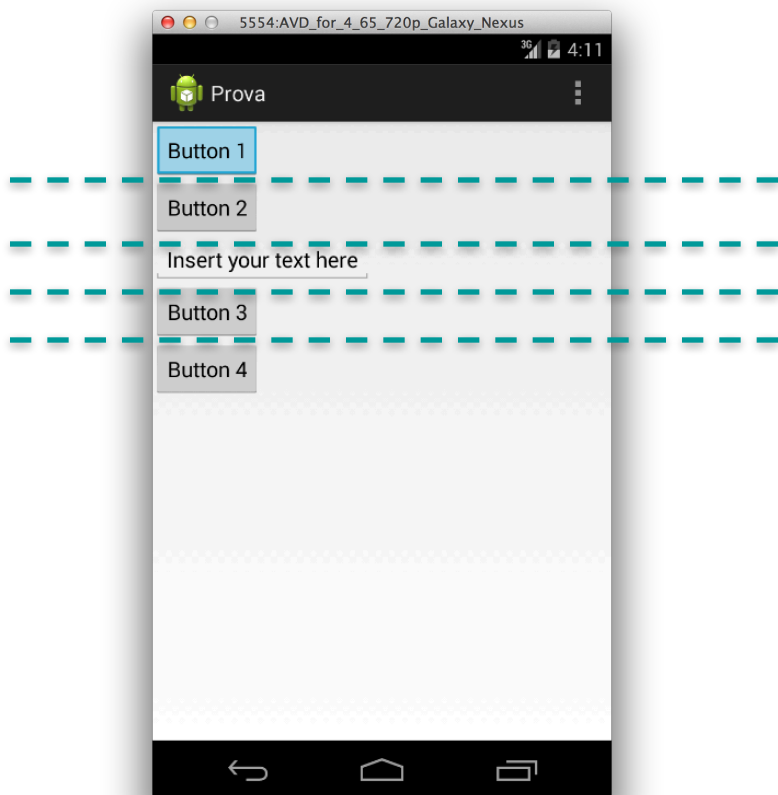 5554:AVD_for_4_65_720p_Galaxy_Nexus
3G 4:11
Prova
Button 1
Button 2
Insert your text here
Button 3
Button 4